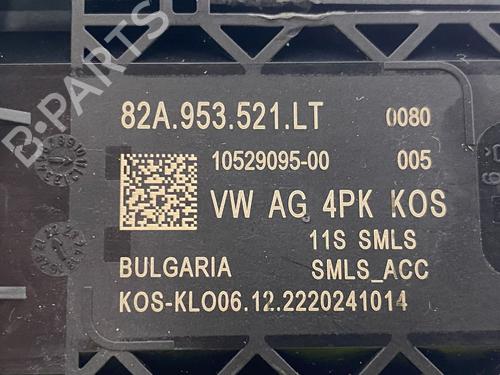 82A.953.521.LT 0080
10529095-00 005
VW AG 4PK KOS
11S SMLS
BULGARIA SMLS_ACC
KOS-KLO06.12.2220241014
B-PARTS